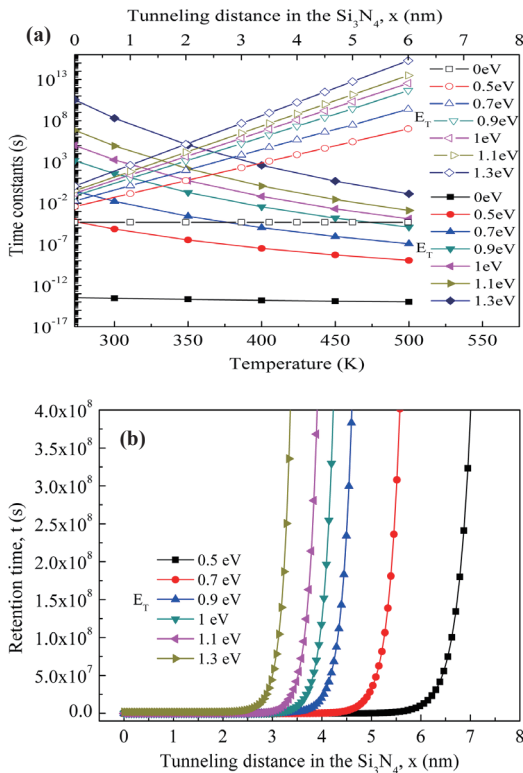 Tunneling distance in the Si3N4, x (nm)
(a)
0 1 2 3 4 5 6 7 8
10^13
10^8
10^3
10^-2
10^-7
10^-12
10^-17
Time constants (s)
0eV
0.5eV
0.7eV
ET 0.9eV
1eV
1.1eV
1.3eV
0eV
0.5eV
0.7eV
ET 0.9eV
1eV
1.1eV
1.3eV
300 350 400 450 500 550
Temperature (K)
(b)
4.0x10^8
3.5x10^8
3.0x10^8
2.5x10^8
2.0x10^8
1.5x10^8
1.0x10^8
5.0x10^7
0.0
Retention time, t (s)
0.5 eV
0.7 eV
ET 0.9 eV
1 eV
1.1 eV
1.3 eV
0 1 2 3 4 5 6 7 8
Tunneling distance in the Si3N4, x (nm)